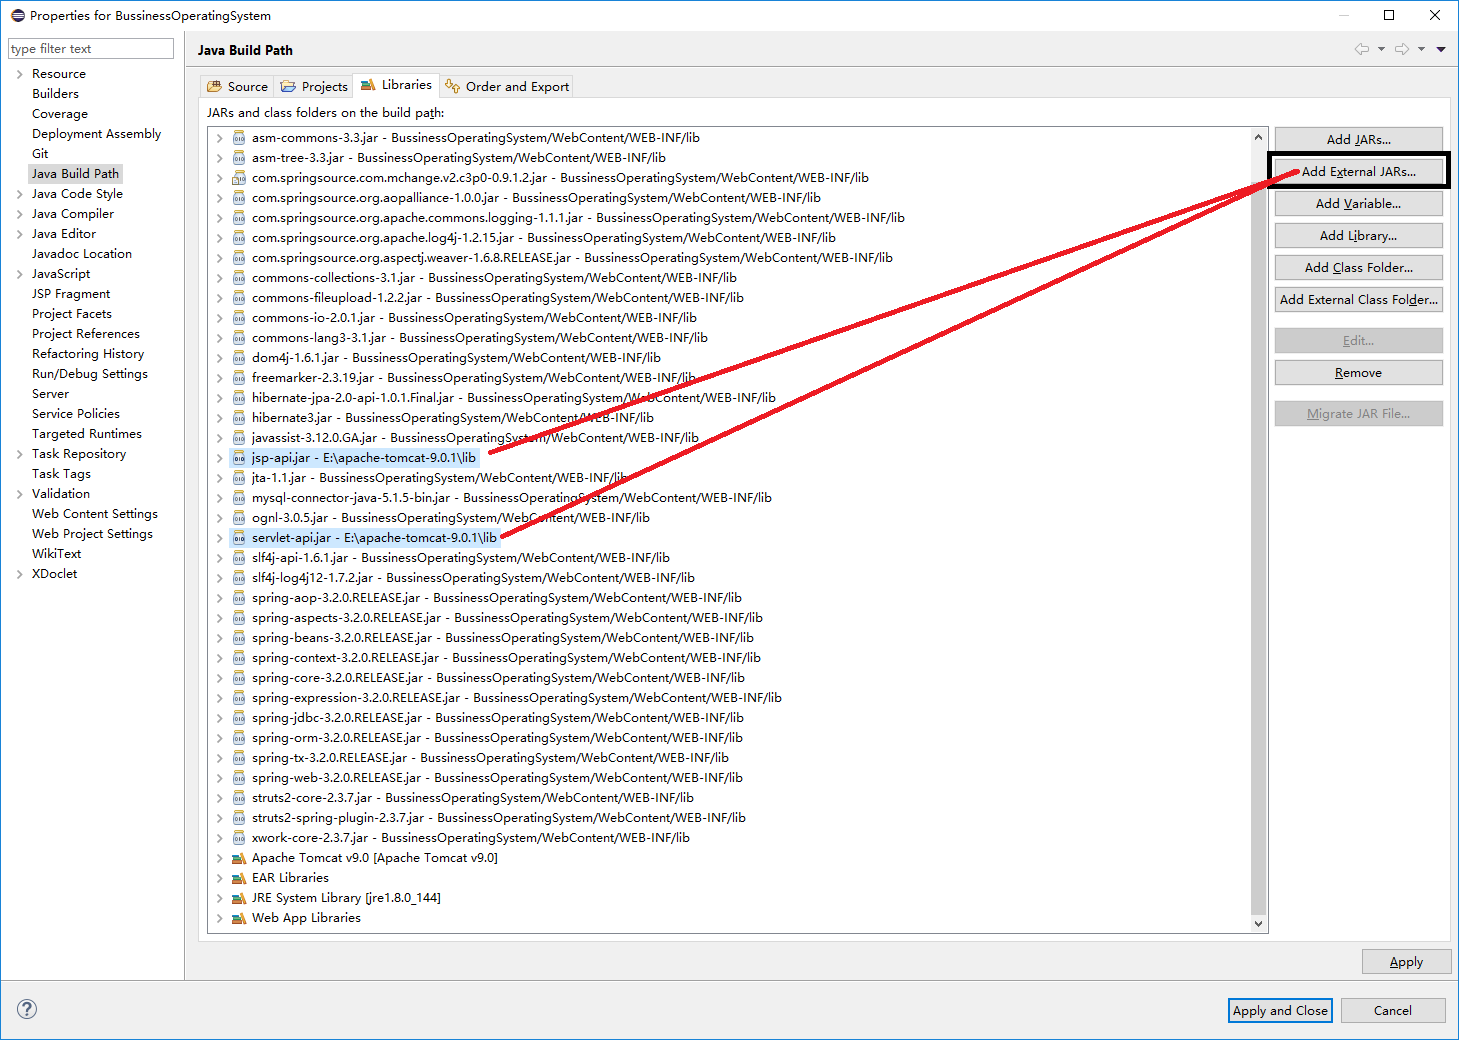 Properties for BussinessOperatingSystem
type filter text
Resource
Builders
Coverage
Deployment Assembly
Git
Java Build Path
Java Code Style
Java Compiler
Java Editor
Javadoc Location
JavaScript
JSP Fragment
Project Facets
Project References
Refactoring History
Run/Debug Settings
Server
Service Policies
Targeted Runtimes
Task Repository
Task Tags
Validation
Web Content Settings
Web Project Settings
WikiText
XDoclet
Java Build Path
Source Projects Libraries Order and Export
JARs and class folders on the build path:
asm-commons-3.3.jar - BussinessOperatingSystem/WebContent/WEB-INF/lib
asm-tree-3.3.jar - BussinessOperatingSystem/WebContent/WEB-INF/lib
com.springsource.com.mchange.v2.c3p0-0.9.1.2.jar - BussinessOperatingSystem/WebContent/WEB-INF/lib
com.springsource.org.aopalliance-1.0.0.jar - BussinessOperatingSystem/WebContent/WEB-INF/lib
com.springsource.org.apache.commons.logging-1.1.1.jar - BussinessOperatingSystem/WebContent/WEB-INF/lib
com.springsource.org.apache.log4j-1.2.15.jar - BussinessOperatingSystem/WebContent/WEB-INF/lib
com.springsource.org.aspectj.weaver-1.6.8.RELEASE.jar - BussinessOperatingSystem/WebContent/WEB-INF/lib
commons-collections-3.1.jar - BussinessOperatingSystem/WebContent/WEB-INF/lib
commons-fileupload-1.2.2.jar - BussinessOperatingSystem/WebContent/WEB-INF/lib
commons-io-2.0.1.jar - BussinessOperatingSystem/WebContent/WEB-INF/lib
commons-lang3-3.1.jar - BussinessOperatingSystem/WebContent/WEB-INF/lib
dom4j-1.6.1.jar - BussinessOperatingSystem/WebContent/WEB-INF/lib
freemarker-2.3.19.jar - BussinessOperatingSystem/WebContent/WEB-INF/lib
hibernate-jpa-2.0-api-1.0.1.Final.jar - BussinessOperatingSystem/WebContent/WEB-INF/lib
hibernate3.jar - BussinessOperatingSystem/WebContent/WEB-INF/lib
javassist-3.12.0.GA.jar - BussinessOperatingSystem/WebContent/WEB-INF/lib
jsp-api.jar - E:\apache-tomcat-9.0.1\lib
jta-1.1.jar - BussinessOperatingSystem/WebContent/WEB-INF/lib
mysql-connector-java-5.1.5-bin.jar - BussinessOperatingSystem/WebContent/WEB-INF/lib
ognl-3.0.5.jar - BussinessOperatingSystem/WebContent/WEB-INF/lib
servlet-api.jar - E:\apache-tomcat-9.0.1\lib
slf4j-api-1.6.1.jar - BussinessOperatingSystem/WebContent/WEB-INF/lib
slf4j-log4j12-1.7.2.jar - BussinessOperatingSystem/WebContent/WEB-INF/lib
spring-aop-3.2.0.RELEASE.jar - BussinessOperatingSystem/WebContent/WEB-INF/lib
spring-aspects-3.2.0.RELEASE.jar - BussinessOperatingSystem/WebContent/WEB-INF/lib
spring-beans-3.2.0.RELEASE.jar - BussinessOperatingSystem/WebContent/WEB-INF/lib
spring-context-3.2.0.RELEASE.jar - BussinessOperatingSystem/WebContent/WEB-INF/lib
spring-core-3.2.0.RELEASE.jar - BussinessOperatingSystem/WebContent/WEB-INF/lib
spring-expression-3.2.0.RELEASE.jar - BussinessOperatingSystem/WebContent/WEB-INF/lib
spring-jdbc-3.2.0.RELEASE.jar - BussinessOperatingSystem/WebContent/WEB-INF/lib
spring-orm-3.2.0.RELEASE.jar - BussinessOperatingSystem/WebContent/WEB-INF/lib
spring-tx-3.2.0.RELEASE.jar - BussinessOperatingSystem/WebContent/WEB-INF/lib
spring-web-3.2.0.RELEASE.jar - BussinessOperatingSystem/WebContent/WEB-INF/lib
struts2-core-2.3.7.jar - BussinessOperatingSystem/WebContent/WEB-INF/lib
struts2-spring-plugin-2.3.7.jar - BussinessOperatingSystem/WebContent/WEB-INF/lib
xwork-core-2.3.7.jar - BussinessOperatingSystem/WebContent/WEB-INF/lib
Apache Tomcat v9.0 [Apache Tomcat v9.0]
EAR Libraries
JRE System Library [jre1.8.0_144]
Web App Libraries
Add JARs...
Add External JARs...
Add Variable...
Add Library...
Add Class Folder...
Add External Class Folder...
Edit...
Remove
Migrate JAR File...
Apply
Apply and Close
Cancel